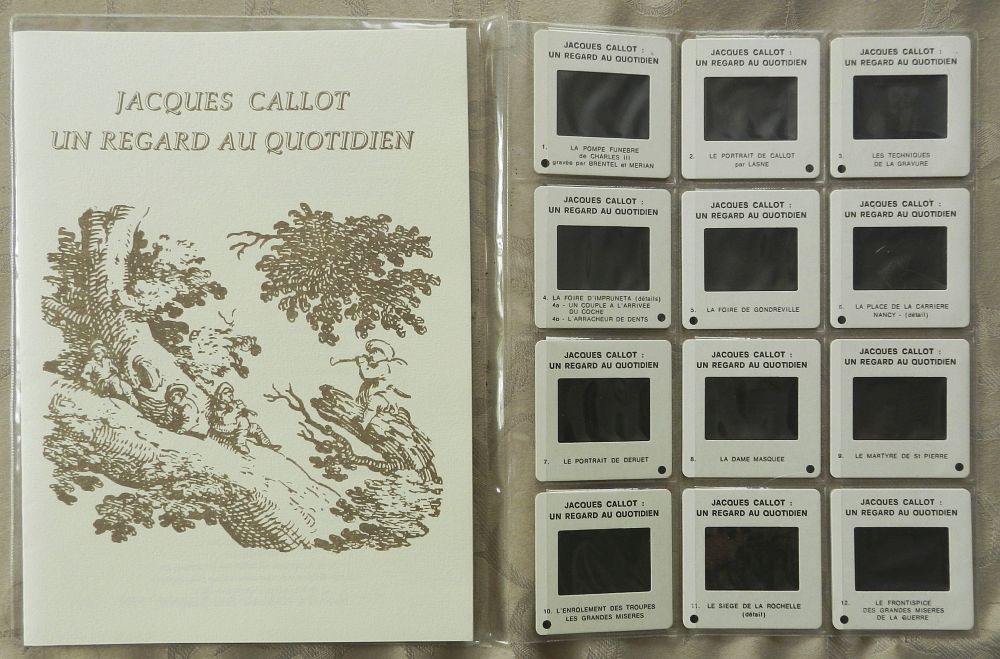 JACQUES CALLOT
UN REGARD AU QUOTIDIEN
JACQUES CALLOT :
UN REGARD AU QUOTIDIEN
1. LA POMPE FUNEBRE
de CHARLES III
gravée par BRENTEL et MERIAN
JACQUES CALLOT :
UN REGARD AU QUOTIDIEN
2. LE PORTRAIT DE CALLOT
par LASNE
JACQUES CALLOT :
UN REGARD AU QUOTIDIEN
3. LES TECHNIQUES
DE LA GRAVURE
JACQUES CALLOT :
UN REGARD AU QUOTIDIEN
4. LA FOIRE D'IMPRUNETA (détails)
4a - UN COUPLE A L'ARRIVEE
DU COCHE
4b - L'ARRACHEUR DE DENTS
JACQUES CALLOT :
UN REGARD AU QUOTIDIEN
5. LA FOIRE DE GONDREVILLE
JACQUES CALLOT :
UN REGARD AU QUOTIDIEN
6. LA PLACE DE LA CARRIERE
NANCY - (détail)
JACQUES CALLOT :
UN REGARD AU QUOTIDIEN
7. LE PORTRAIT DE DERUET
JACQUES CALLOT :
UN REGARD AU QUOTIDIEN
8. LA DAME MASQUEE
JACQUES CALLOT :
UN REGARD AU QUOTIDIEN
9. LE MARTYRE DE St PIERRE
JACQUES CALLOT :
UN REGARD AU QUOTIDIEN
10. L'ENROLEMENT DES TROUPES
LES GRANDES MISERES
JACQUES CALLOT :
UN REGARD AU QUOTIDIEN
11. LE SIEGE DE LA ROCHELLE
(détail)
JACQUES CALLOT :
UN REGARD AU QUOTIDIEN
12. LE FRONTISPICE
DES GRANDES MISERES
DE LA GUERRE